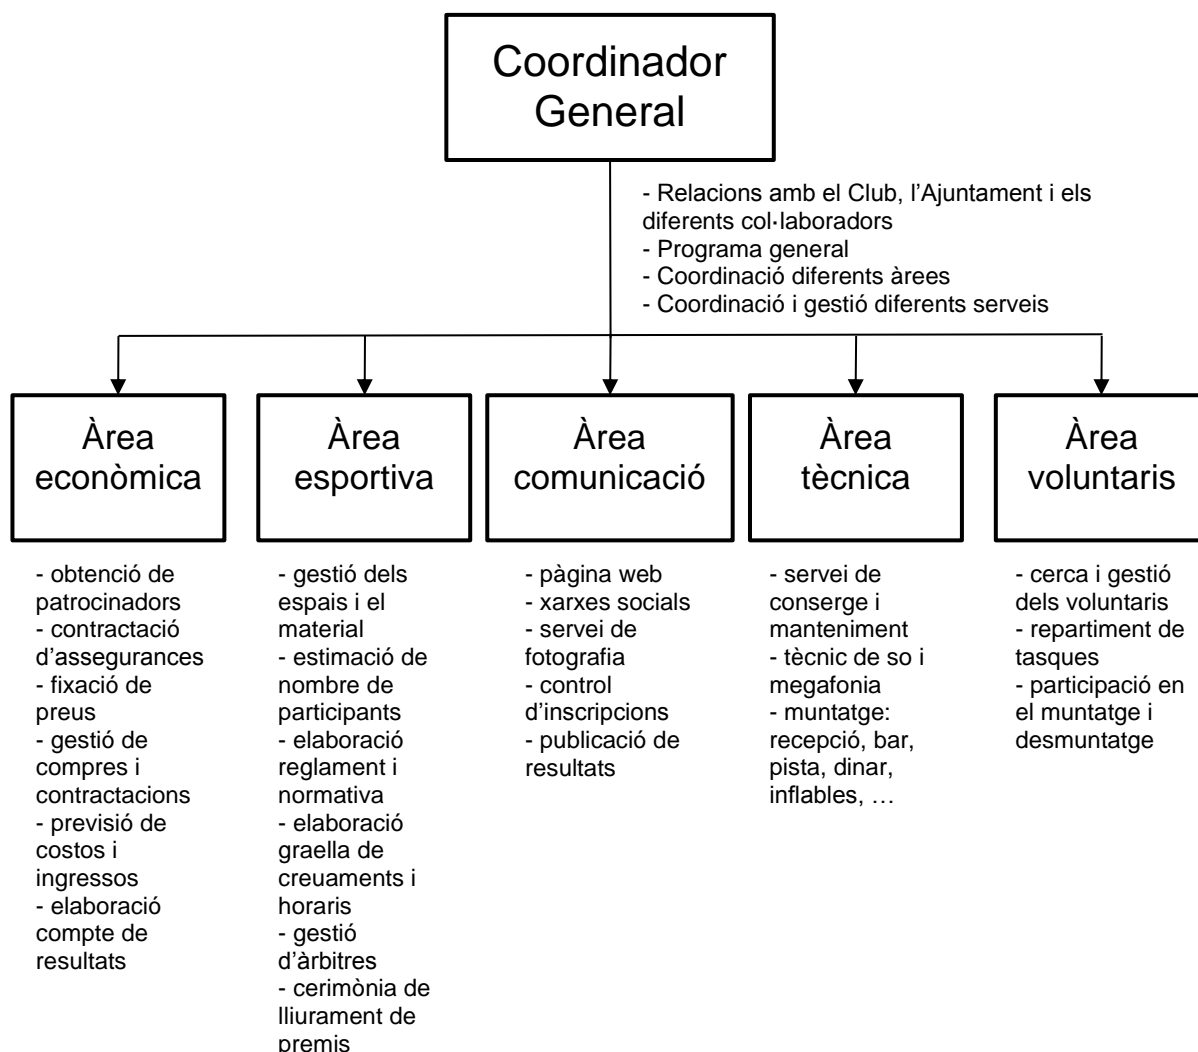 Coordinador
General
- Relacions amb el Club, l’Ajuntament i els
diferents col·laboradors
- Programa general
- Coordinació diferents àrees
- Coordinació i gestió diferents serveis
Àrea
econòmica
- obtenció de
patrocinadors
- contractació
d’assegurances
- fixació de
preus
- gestió de
compres i
contractacions
- previsió de
costos i
ingressos
- elaboració
compte de
resultats
Àrea
esportiva
- gestió dels
espais i el
material
- estimació de
nombre de
participants
- elaboració
reglament i
normativa
- elaboració
graella de
creuaments i
horaris
- gestió
d’àrbitres
- cerimònia de
lliurament de
premis
Àrea
comunicació
- pàgina web
- xarxes socials
- servei de
fotografia
- control
d’inscripcions
- publicació de
resultats
Àrea
tècnica
- servei de
conserge i
manteniment
- tècnic de so i
megafonia
- muntatge:
recepció, bar,
pista, dinar,
inflables, …
Àrea
voluntaris
- cerca i gestió
dels voluntaris
- repartiment de
tasques
- participació en
el muntatge i
desmuntatge